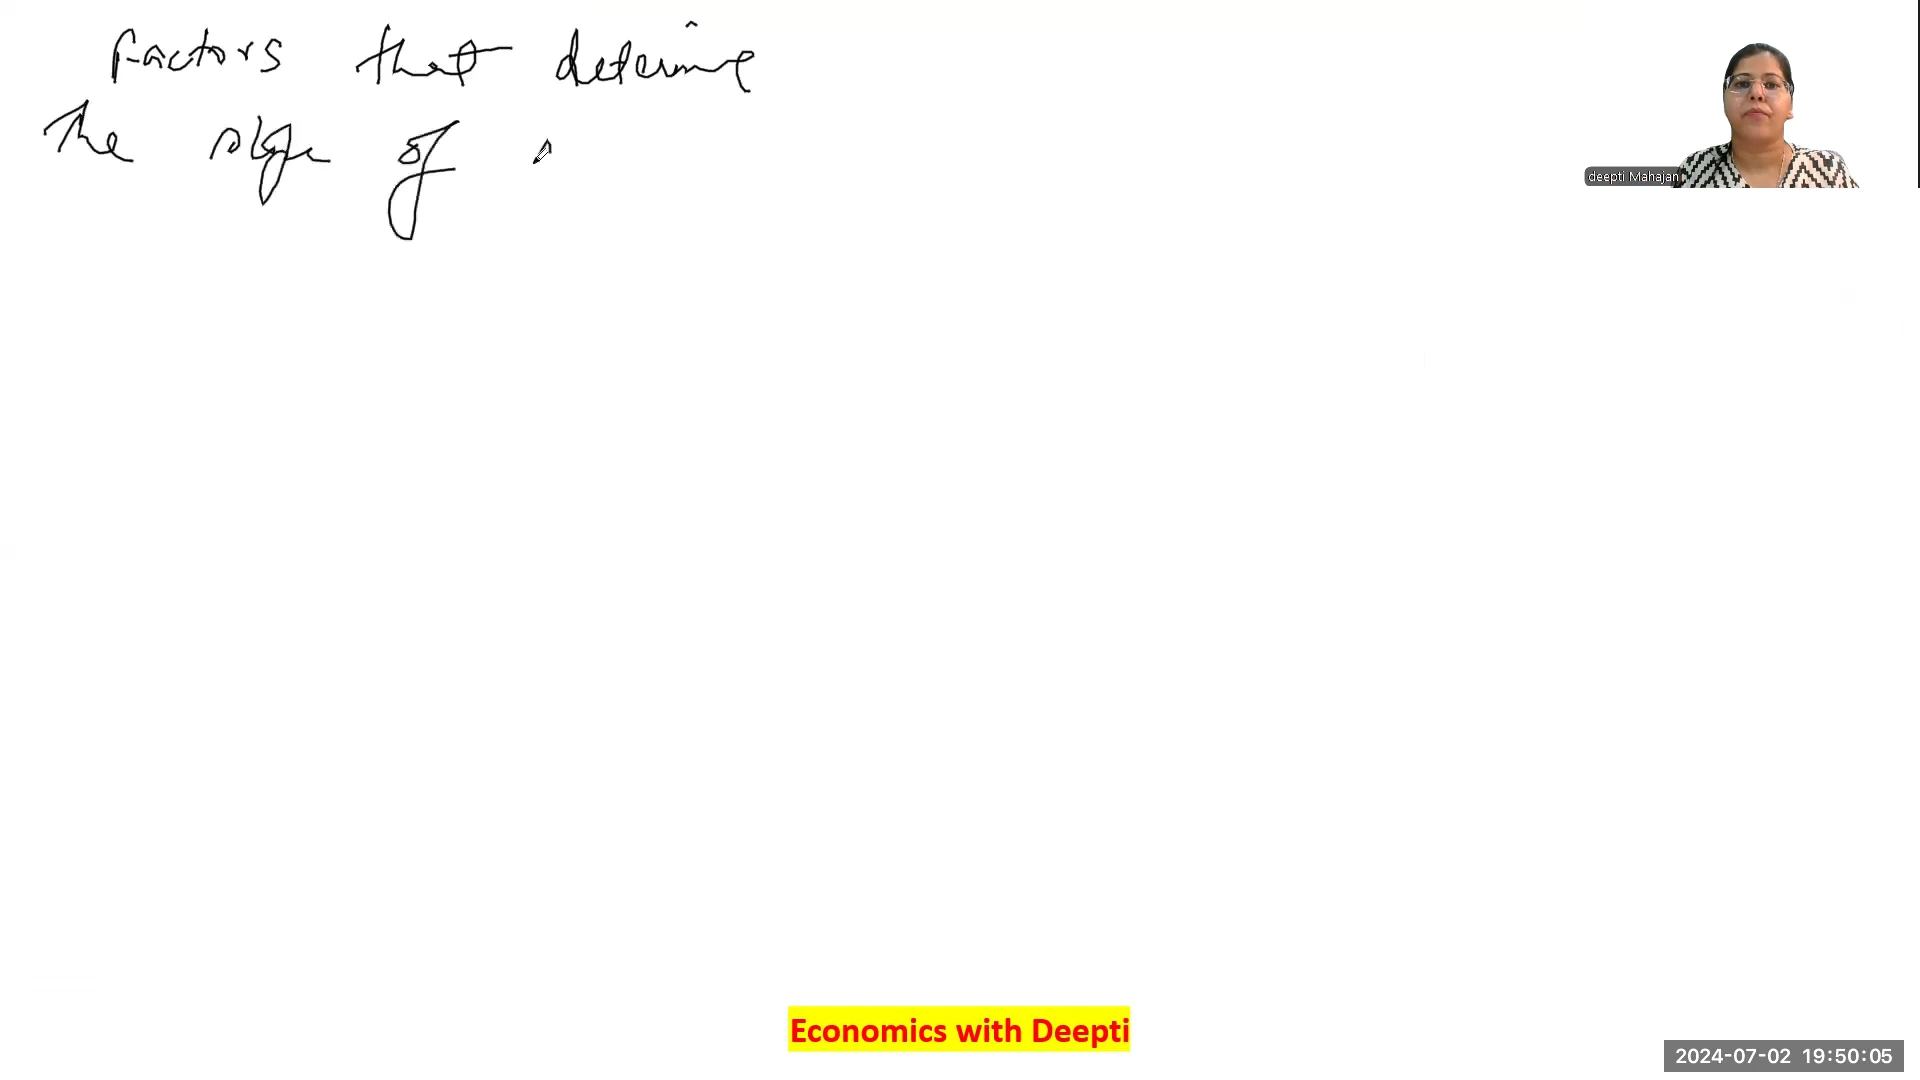 factors that determine
deepti Mahajan
The slope of
Economics with Deepti
2024-07-02 19:50:05